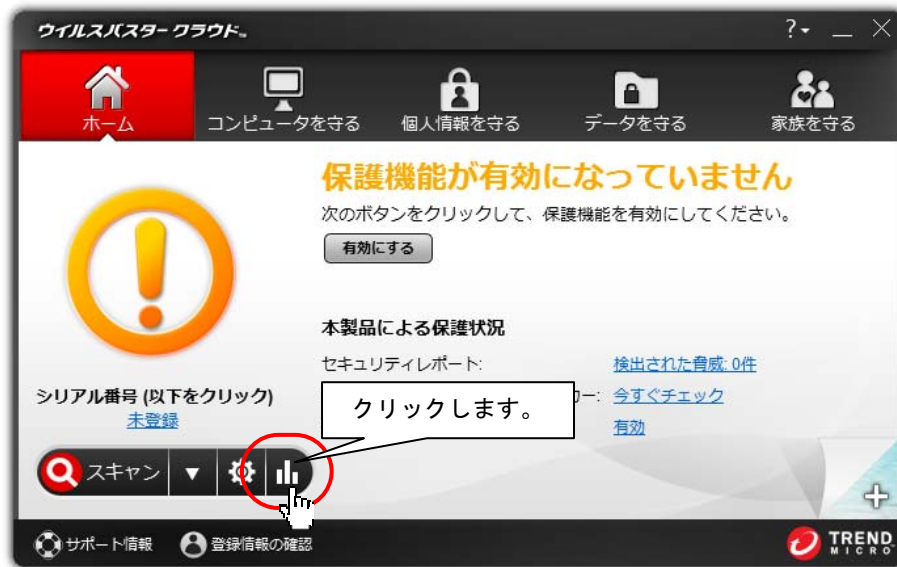 ウイルスバスター クラウド™
?
ホーム
コンピュータを守る
個人情報を守る
データを守る
家族を守る
保護機能が有効になっていません
次のボタンをクリックして、保護機能を有効にしてください。
有効にする
本製品による保護状況
セキュリティレポート:
検出された脅威: 0件
ー:
今すぐチェック
有効
シリアル番号 (以下をクリック)
未登録
クリックします。
スキャン
サポート情報
登録情報の確認
TREND
MICRO